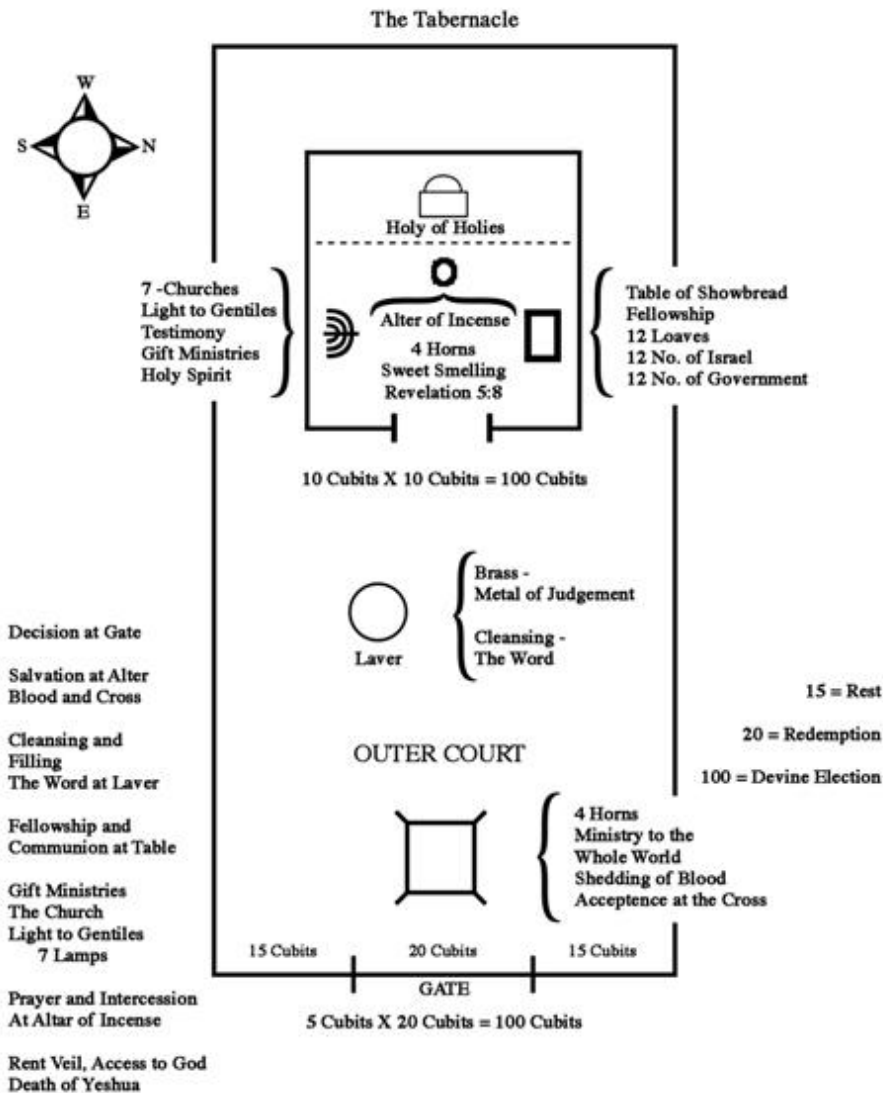 The Tabernacle
W
S
N
E
Holy of Holies
7 -Churches
Light to Gentiles
Testimony
Gift Ministries
Holy Spirit
Alter of Incense
4 Horns
Sweet Smelling
Revelation 5:8
Table of Showbread
Fellowship
12 Loaves
12 No. of Israel
12 No. of Government
10 Cubits X 10 Cubits = 100 Cubits
Laver
Brass -
Metal of Judgement
Cleansing -
The Word
Decision at Gate
Salvation at Alter
Blood and Cross
Cleansing and
Filling
The Word at Laver
Fellowship and
Communion at Table
Gift Ministries
The Church
Light to Gentiles
7 Lamps
Prayer and Intercession
At Altar of Incense
Rent Veil, Access to God
Death of Yeshua
OUTER COURT
15 = Rest
20 = Redemption
100 = Devine Election
4 Horns
Ministry to the
Whole World
Shedding of Blood
Acceptence at the Cross
15 Cubits
20 Cubits
15 Cubits
GATE
5 Cubits X 20 Cubits = 100 Cubits